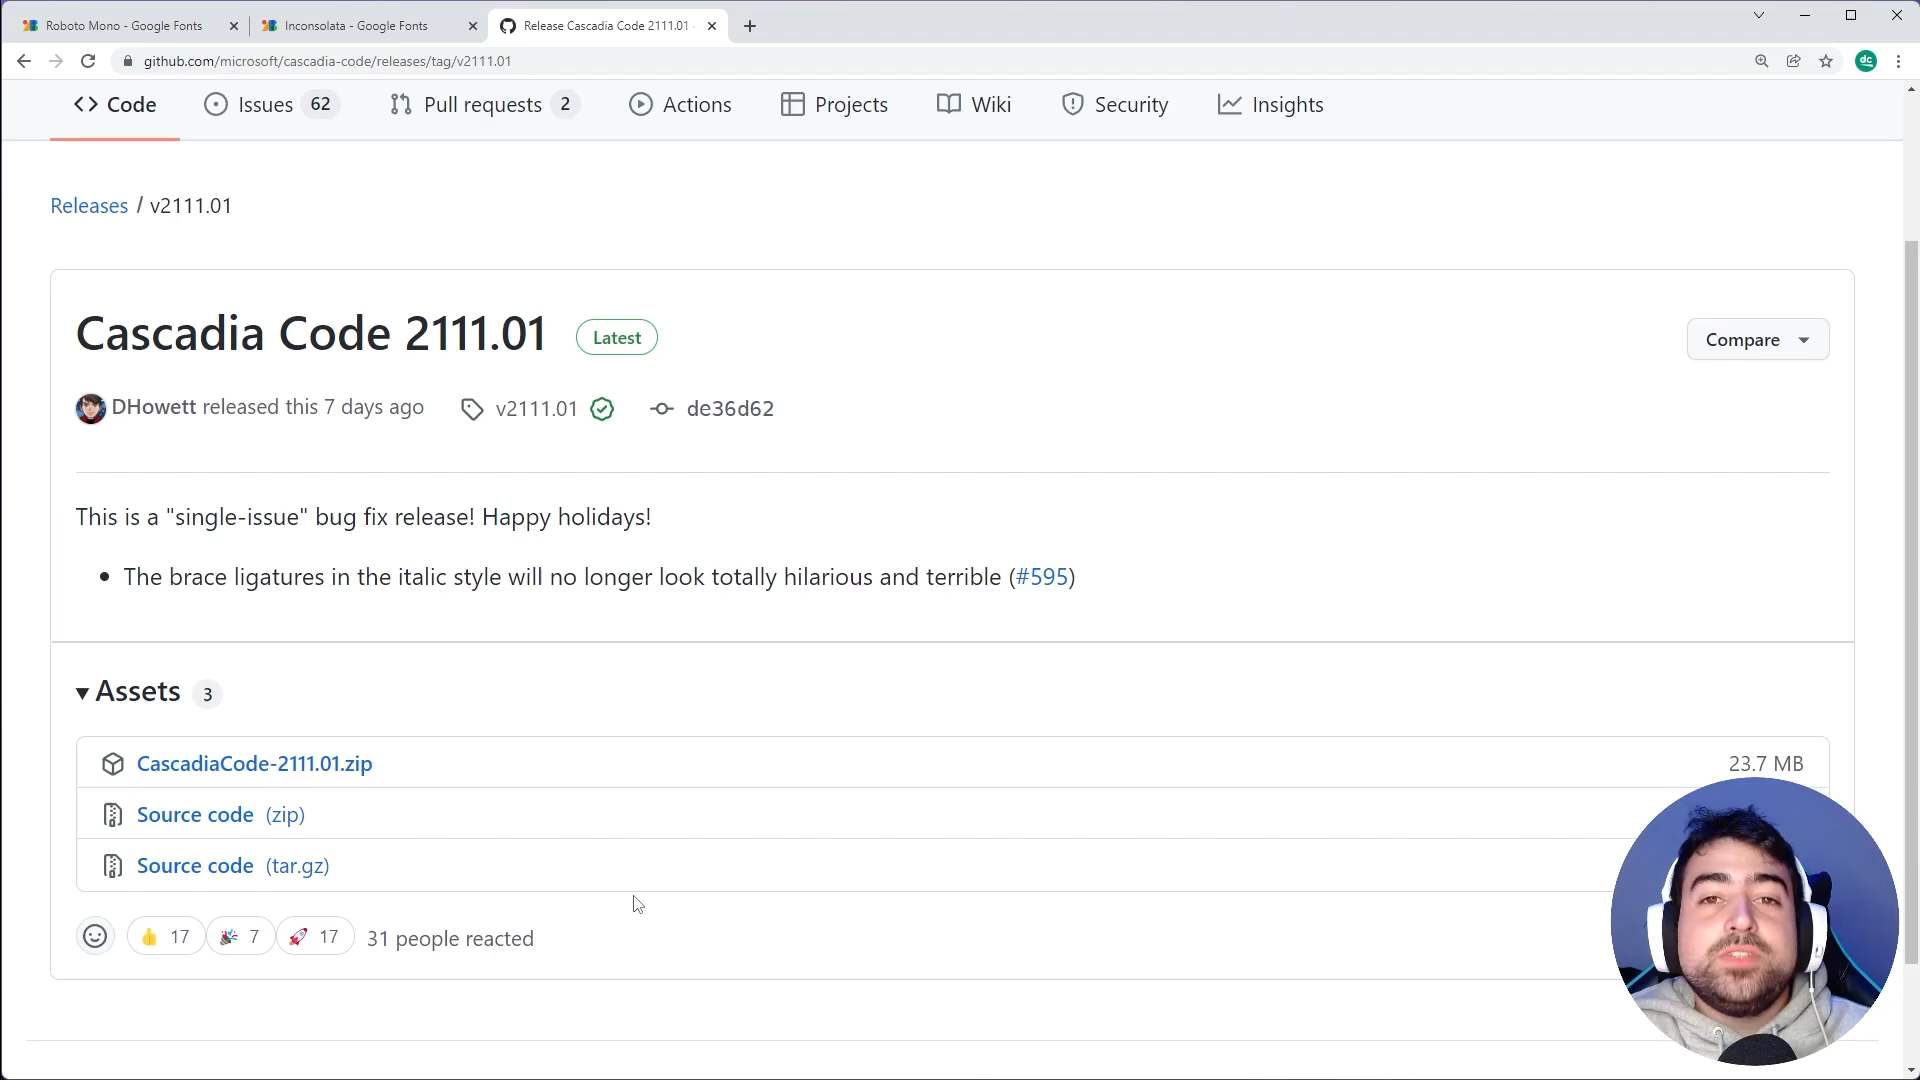 Roboto Mono - Google Fonts
Inconsolata - Google Fonts
Release Cascadia Code 2111.01
github.com/microsoft/cascadia-code/releases/tag/v2111.01
dc
Code
Issues 62
Pull requests 2
Actions
Projects
Wiki
Security
Insights
Releases / v2111.01
Cascadia Code 2111.01
Latest
Compare
DHowett released this 7 days ago
v2111.01
de36d62
This is a "single-issue" bug fix release! Happy holidays!
The brace ligatures in the italic style will no longer look totally hilarious and terrible (#595)
Assets 3
CascadiaCode-2111.01.zip
23.7 MB
Source code (zip)
Source code (tar.gz)
17
7
17
31 people reacted